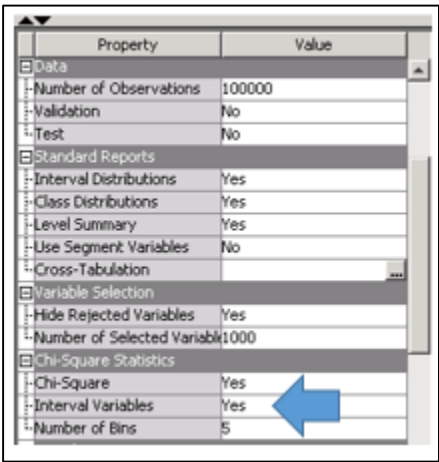 Property Value
Data
Number of Observations 100000
Validation No
Test No
Standard Reports
Interval Distributions Yes
Class Distributions Yes
Level Summary Yes
Use Segment Variables No
Cross-Tabulation ...
Variable Selection
Hide Rejected Variables Yes
Number of Selected Variable 1000
Chi-Square Statistics
Chi-Square Yes
Interval Variables Yes
Number of Bins 5